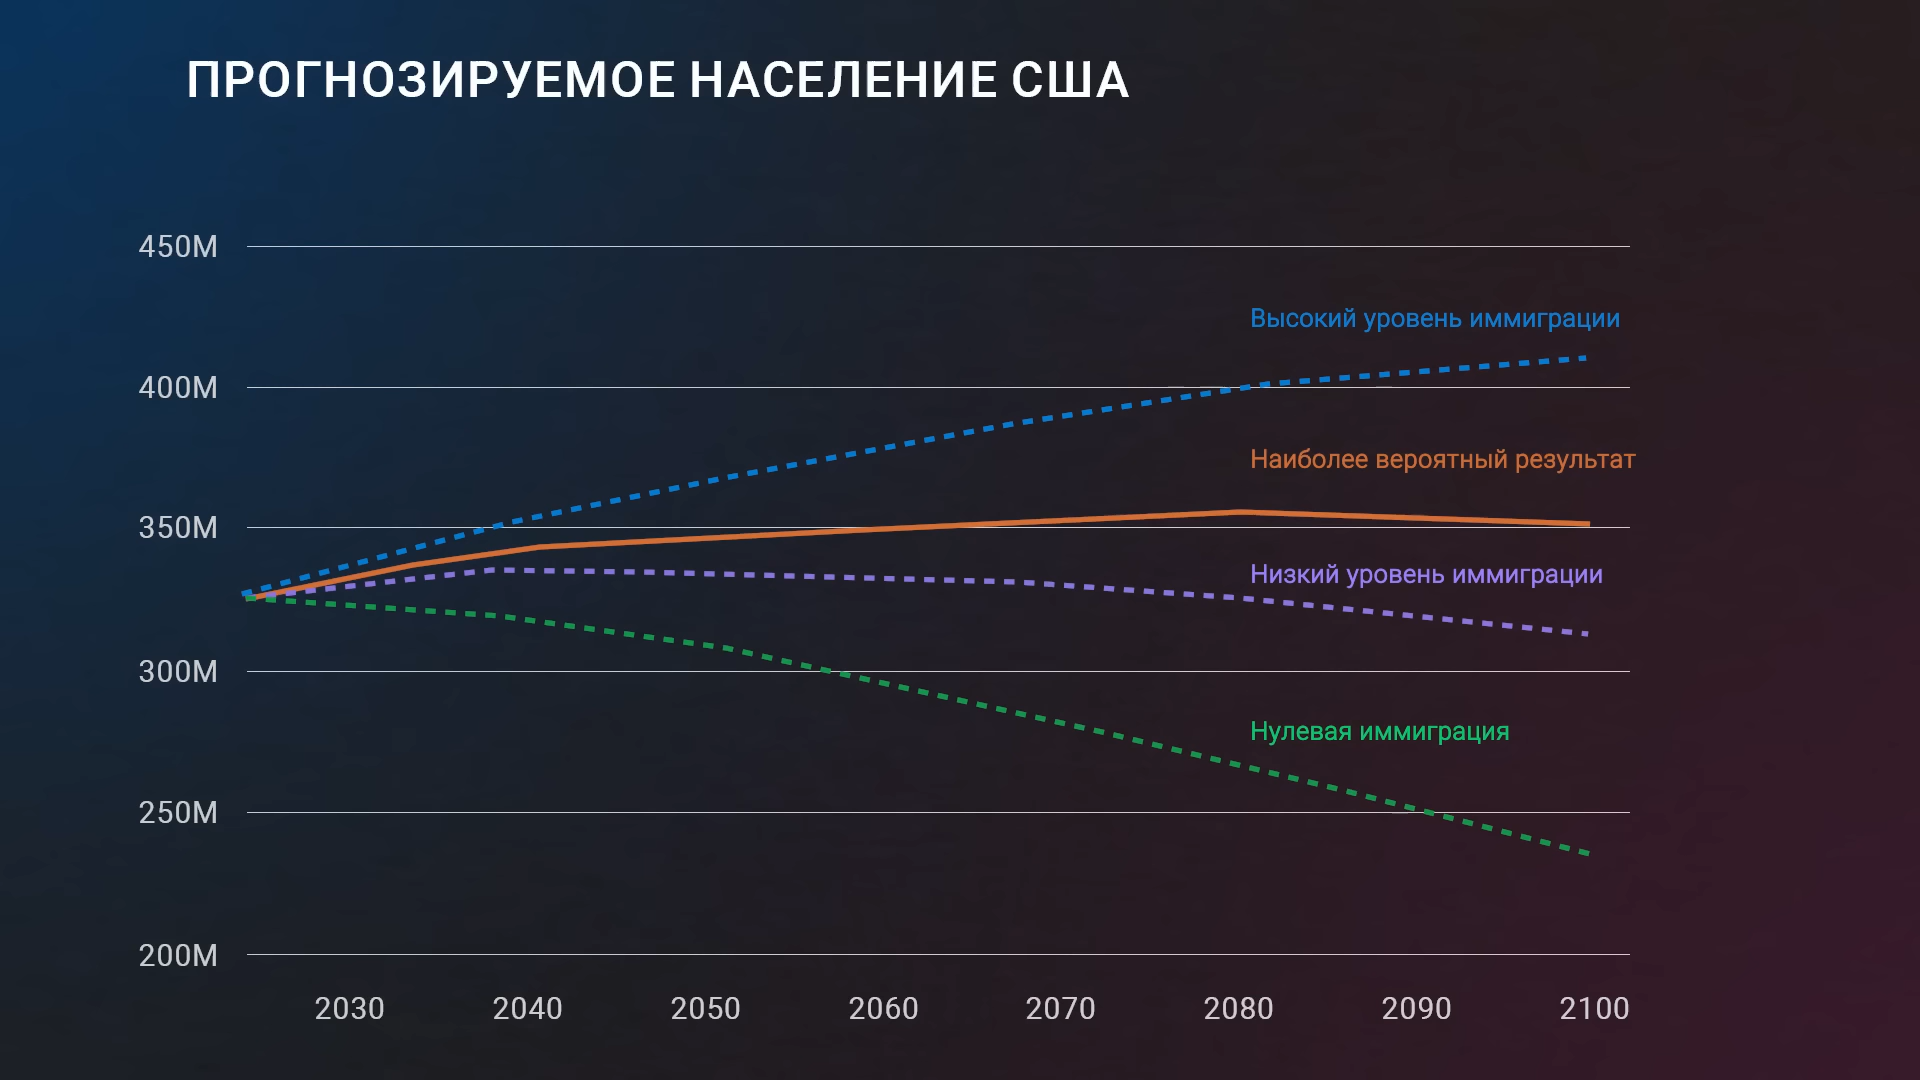 ПРОГНОЗИРУЕМОЕ НАСЕЛЕНИЕ США
450M
Высокий уровень иммиграции
400M
Наиболее вероятный результат
350M
Низкий уровень иммиграции
300M
Нулевая иммиграция
250M
200M
2030 2040 2050 2060 2070 2080 2090 2100